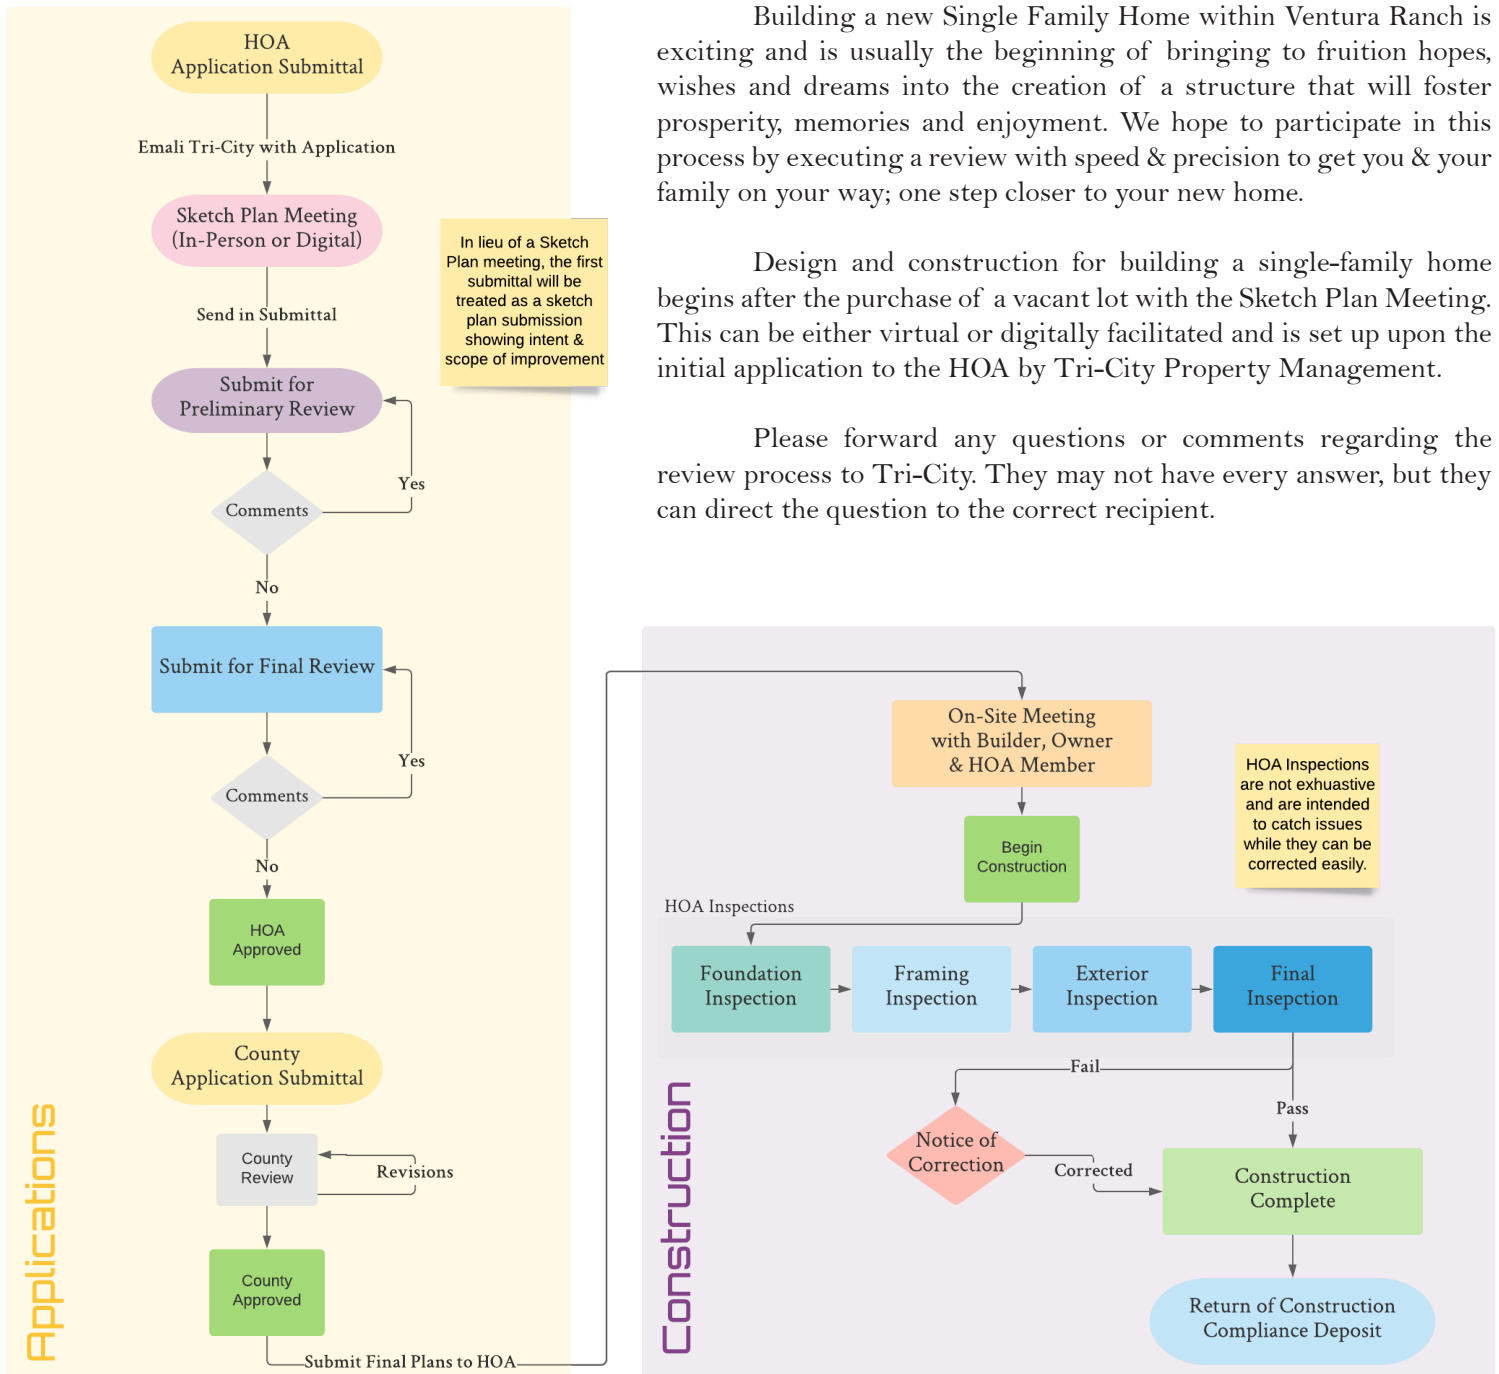 HOA
Application Submittal
Emali Tri-City with Application
Sketch Plan Meeting
(In-Person or Digital)
In lieu of a Sketch
Plan meeting, the first
submittal will be
treated as a sketch
plan submission
showing intent &
scope of improvement
Send in Submittal
Submit for
Preliminary Review
Yes
Comments
No
Submit for Final Review
Yes
Comments
No
HOA
Approved
County
Application Submittal
County
Review
Revisions
County
Approved
Submit Final Plans to HOA
Applications
Building a new Single Family Home within Ventura Ranch is
exciting and is usually the beginning of bringing to fruition hopes,
wishes and dreams into the creation of a structure that will foster
prosperity, memories and enjoyment. We hope to participate in this
process by executing a review with speed & precision to get you & your
family on your way; one step closer to your new home.
Design and construction for building a single-family home
begins after the purchase of a vacant lot with the Sketch Plan Meeting.
This can be either virtual or digitally facilitated and is set up upon the
initial application to the HOA by Tri-City Property Management.
Please forward any questions or comments regarding the
review process to Tri-City. They may not have every answer, but they
can direct the question to the correct recipient.
On-Site Meeting
with Builder, Owner
& HOA Member
HOA Inspections
are not exhuastive
and are intended
to catch issues
while they can be
corrected easily.
Begin
Construction
HOA Inspections
Foundation
Inspection
Framing
Inspection
Exterior
Inspection
Final
Insepction
Fail
Pass
Notice of
Correction
Corrected
Construction
Complete
Return of Construction
Compliance Deposit
Construction